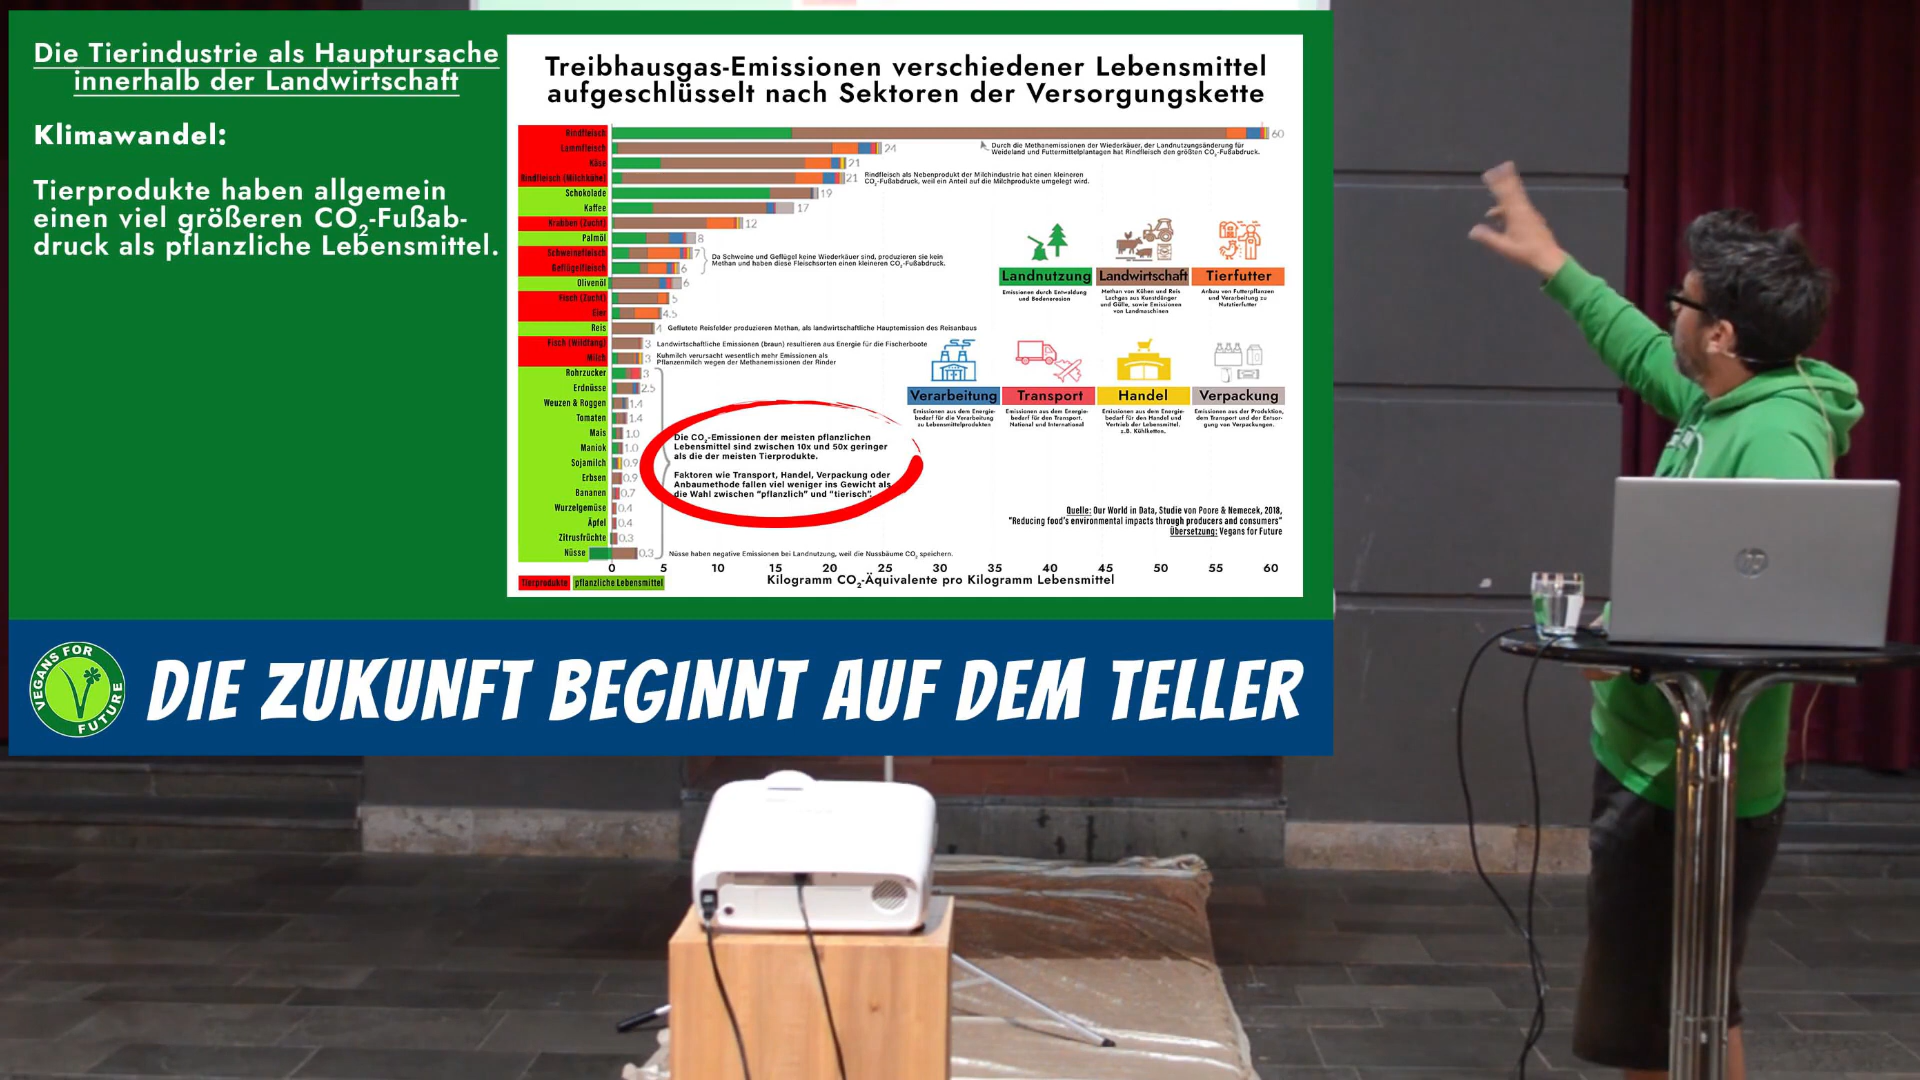 Die Tierindustrie als Hauptursache
innerhalb der Landwirtschaft
Klimawandel:
Tierprodukte haben allgemein
einen viel größeren CO₂-Fußab-
druck als pflanzliche Lebensmittel.
Treibhausgas-Emissionen verschiedener Lebensmittel
aufgeschlüsselt nach Sektoren der Versorgungskette
Rindfleisch 60
Durch die Methanemissionen der Wiederkäuer, der Landnutzungsänderung für
Weideland und Futtermittelplantagen hat Rindfleisch den größten CO₂-Fußabdruck.
Lammfleisch 24
Käse 21
Rindfleisch (Milchkühe) 21
Rindfleisch als Nebenprodukt der Milchindustrie hat einen kleineren
CO₂-Fußabdruck, weil ein Anteil auf die Milchprodukte umgelegt wird.
Schokolade 19
Kaffee 17
Krabben (Zucht) 12
Palmöl 8
Schweinefleisch 7
Geflügelfleisch 6
Da Schweine und Geflügel keine Wiederkäuer sind, produzieren sie kein
Methan und haben diese Fleischsorten einen kleineren CO₂-Fußabdruck.
Olivenöl 6
Fisch (Zucht) 5
Eier 4.5
Reis 4 Geflutete Reisfelder produzieren Methan, als landwirtschaftliche Hauptemission des Reisanbaus
Fisch (Wildfang) 3 Landwirtschaftliche Emissionen (braun) resultieren aus Energie für die Fischerboote
Milch 3 Kuhmilch verursacht wesentlich mehr Emissionen als
Pflanzenmilch wegen der Methanemissionen der Rinder
Rohrzucker 3
Erdnüsse 2.5
Weuzen & Roggen 1.4
Tomaten 1.4
Mais 1.0
Maniok 1.0
Sojamilch 0.9
Erbsen 0.9
Bananen 0.7
Wurzelgemüse 0.4
Äpfel 0.4
Zitrusfrüchte 0.3
Nüsse 0.3 Nüsse haben negative Emissionen bei Landnutzung, weil die Nussbäume CO₂ speichern.
Die CO₂-Emissionen der meisten pflanzlichen
Lebensmittel sind zwischen 10x und 50x geringer
als die der meisten Tierprodukte.
Faktoren wie Transport, Handel, Verpackung oder
Anbaumethode fallen viel weniger ins Gewicht als
die Wahl zwischen "pflanzlich" und "tierisch".
Landnutzung
Emissionen durch Entwaldung
und Bodenerosion
Landwirtschaft
Methan von Kühen und Reis
Lachgas aus Kunstdünger
und Gülle, sowie Emissionen
von Landmaschinen
Tierfutter
Anbau von Futterpflanzen
und Verarbeitung zu
Nutztierfutter
Verarbeitung
Emissionen aus dem Energie-
bedarf für die Verarbeitung
zu Lebensmittelprodukten
Transport
Emissionen aus dem Energie-
bedarf für den Transport.
National und International
Handel
Emissionen aus dem Energie-
bedarf für den Handel und
Vertrieb der Lebensmittel.
z.B. Kühlketten.
Verpackung
Emissionen aus der Produktion,
dem Transport und der Entsor-
gung von Verpackungen.
Quelle: Our World in Data, Studie von Poore & Nemecek, 2018,
"Reducing food's environmental impacts through producers and consumers"
Übersetzung: Vegans for Future
0 5 10 15 20 25 30 35 40 45 50 55 60
Kilogramm CO₂-Äquivalente pro Kilogramm Lebensmittel
Tierprodukte pflanzliche Lebensmittel
VEGANS FOR
FUTURE
DIE ZUKUNFT BEGINNT AUF DEM TELLER
hp